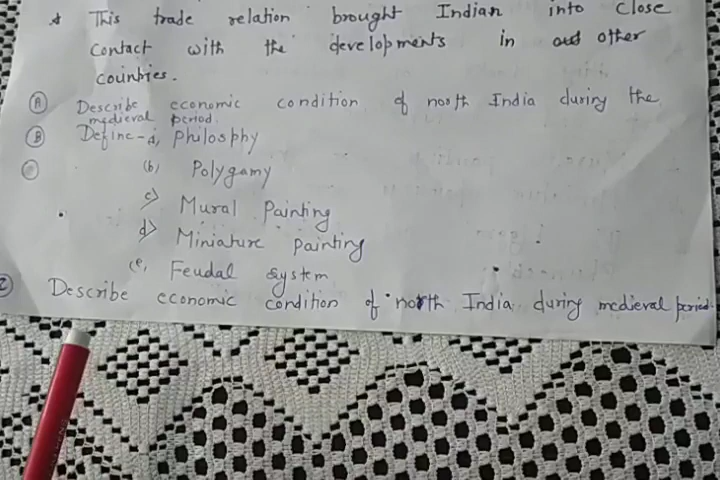 * This trade relation brought Indian into close
contact with the developments in other
countries.
(A) Describe economic condition of north India during the
medieval period.
(B) Define - a, Philosphy
(b) Polygamy
c) Mural Painting
d) Miniature painting
(e, Feudal system
(2) Describe economic condition of north India during medieval period.